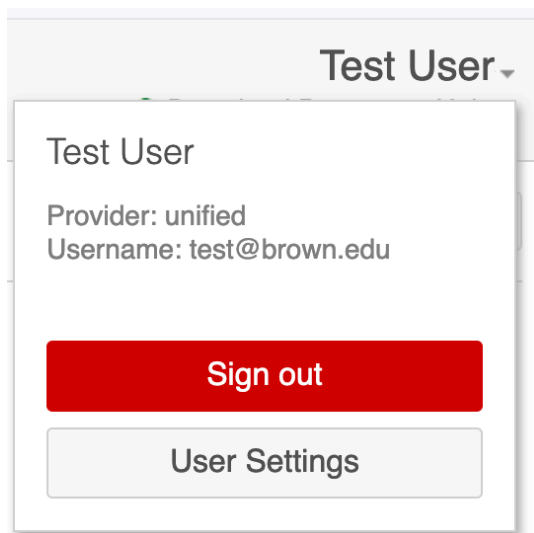 Test User
Test User
Provider: unified
Username: test@brown.edu
Sign out
User Settings